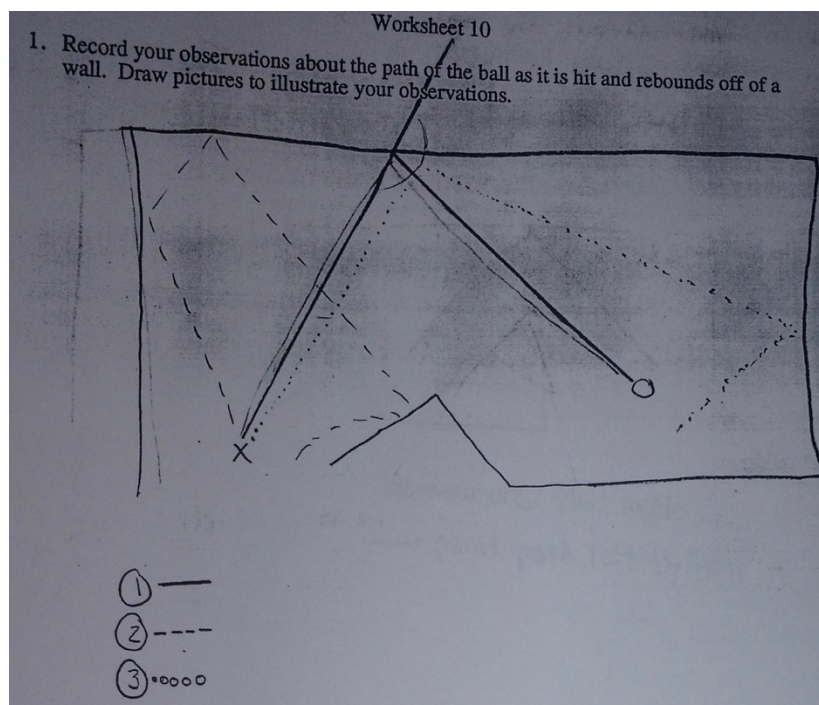 Worksheet 10
1. Record your observations about the path of the ball as it is hit and rebounds off of a
wall. Draw pictures to illustrate your observations.
X
1
2
3